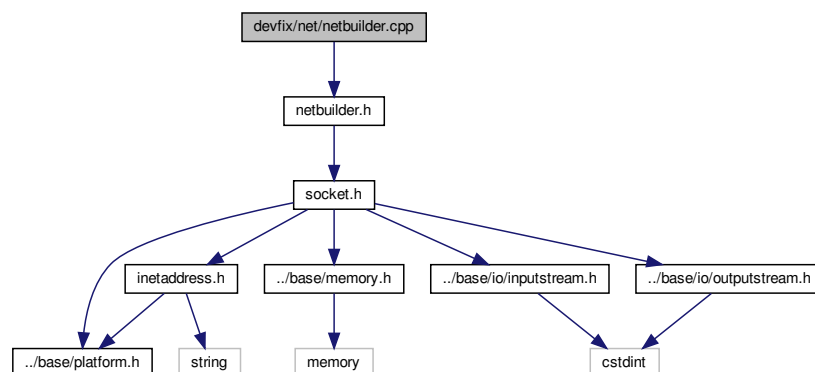 devfix/net/netbuilder.cpp
netbuilder.h
socket.h
inetaddress.h
../base/memory.h
../base/io/inputstream.h
../base/io/outputstream.h
../base/platform.h
string
memory
cstdint